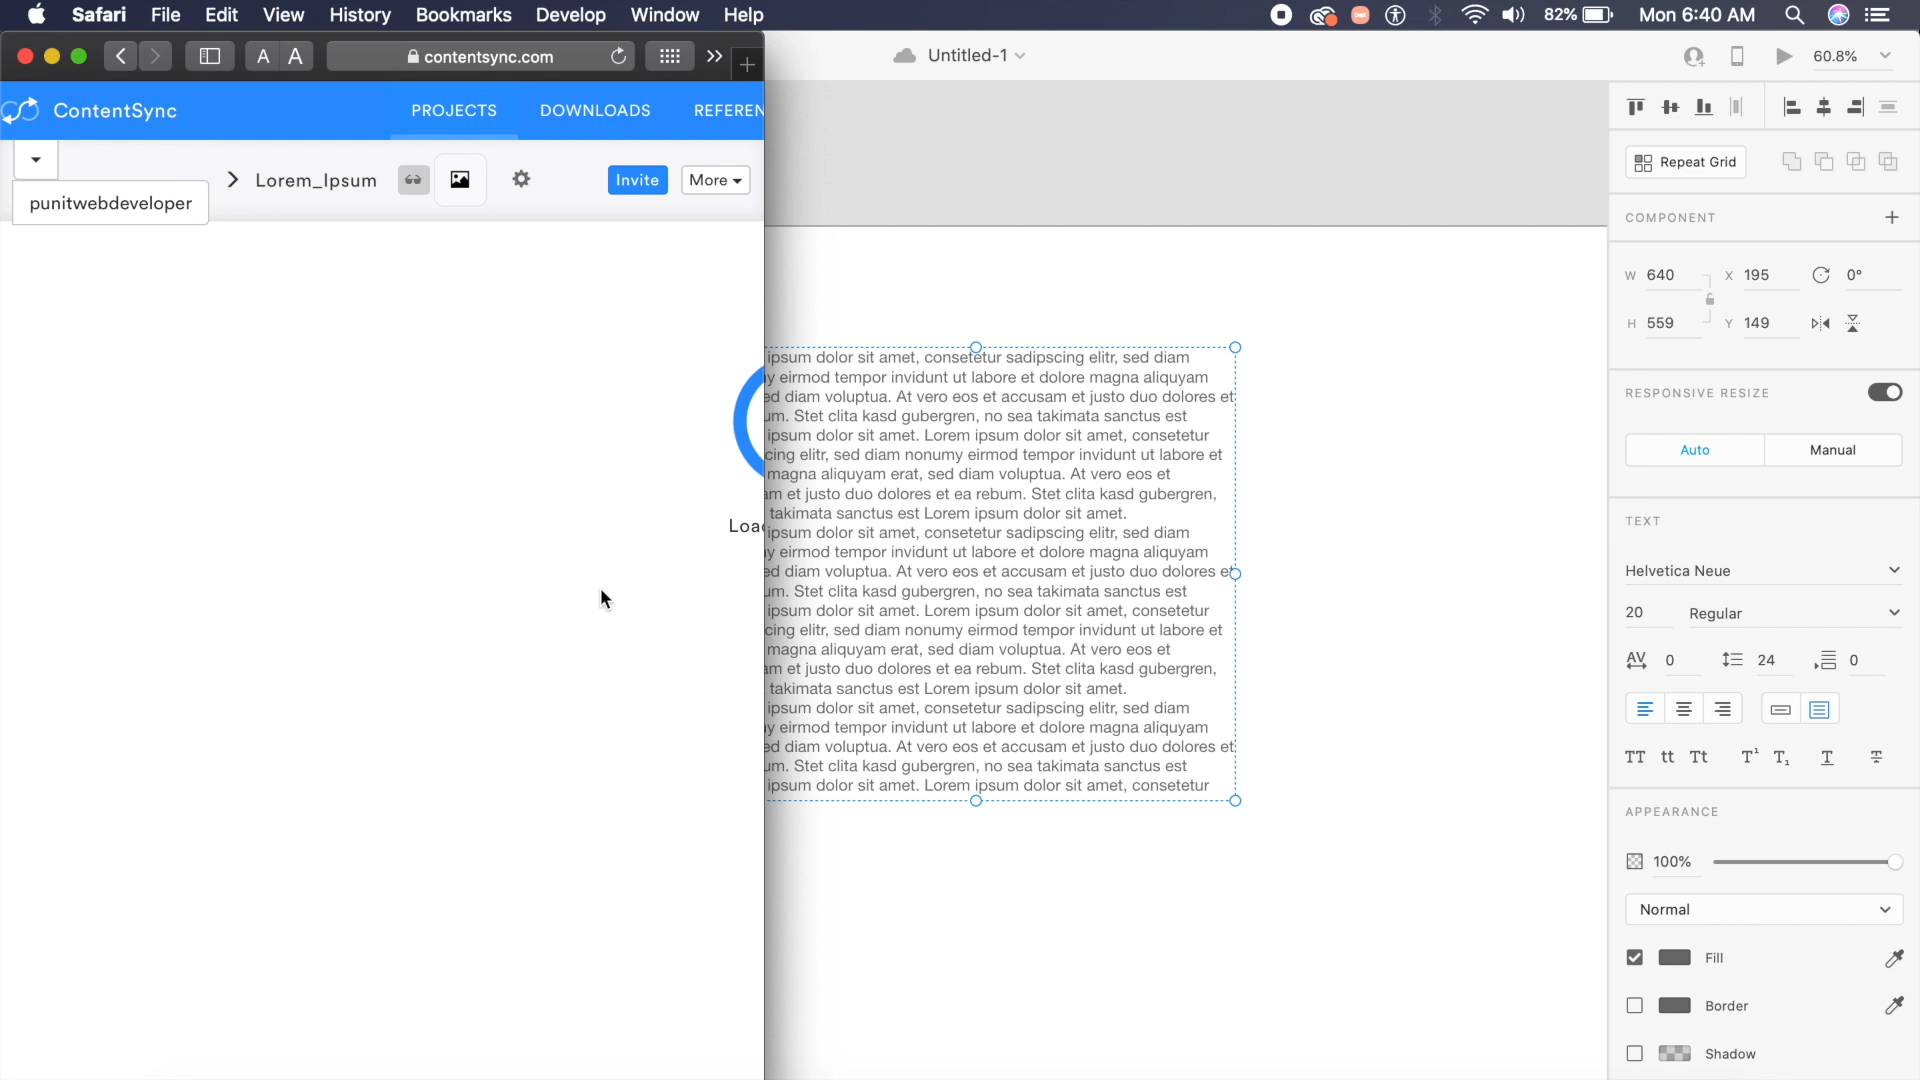 Safari File Edit View History Bookmarks Develop Window Help 82% Mon 6:40 AM
A A contentsync.com
Untitled-1 60.8%
ContentSync PROJECTS DOWNLOADS REFEREN
Lorem_Ipsum Invite More
punitwebdeveloper
Loa
ipsum dolor sit amet, consetetur sadipscing elitr, sed diam
y eirmod tempor invidunt ut labore et dolore magna aliquyam
ed diam voluptua. At vero eos et accusam et justo duo dolores et
um. Stet clita kasd gubergren, no sea takimata sanctus est
ipsum dolor sit amet. Lorem ipsum dolor sit amet, consetetur
cing elitr, sed diam nonumy eirmod tempor invidunt ut labore et
magna aliquyam erat, sed diam voluptua. At vero eos et
am et justo duo dolores et ea rebum. Stet clita kasd gubergren,
takimata sanctus est Lorem ipsum dolor sit amet.
ipsum dolor sit amet, consetetur sadipscing elitr, sed diam
y eirmod tempor invidunt ut labore et dolore magna aliquyam
ed diam voluptua. At vero eos et accusam et justo duo dolores et
um. Stet clita kasd gubergren, no sea takimata sanctus est
ipsum dolor sit amet. Lorem ipsum dolor sit amet, consetetur
cing elitr, sed diam nonumy eirmod tempor invidunt ut labore et
magna aliquyam erat, sed diam voluptua. At vero eos et
am et justo duo dolores et ea rebum. Stet clita kasd gubergren,
takimata sanctus est Lorem ipsum dolor sit amet.
ipsum dolor sit amet, consetetur sadipscing elitr, sed diam
y eirmod tempor invidunt ut labore et dolore magna aliquyam
ed diam voluptua. At vero eos et accusam et justo duo dolores et
um. Stet clita kasd gubergren, no sea takimata sanctus est
ipsum dolor sit amet. Lorem ipsum dolor sit amet, consetetur
Repeat Grid
COMPONENT
W 640 X 195 0°
H 559 Y 149
RESPONSIVE RESIZE
Auto Manual
TEXT
Helvetica Neue
20 Regular
AV 0 24 0
TT tt Tt T¹ T₁ T T
APPEARANCE
100%
Normal
Fill
Border
Shadow